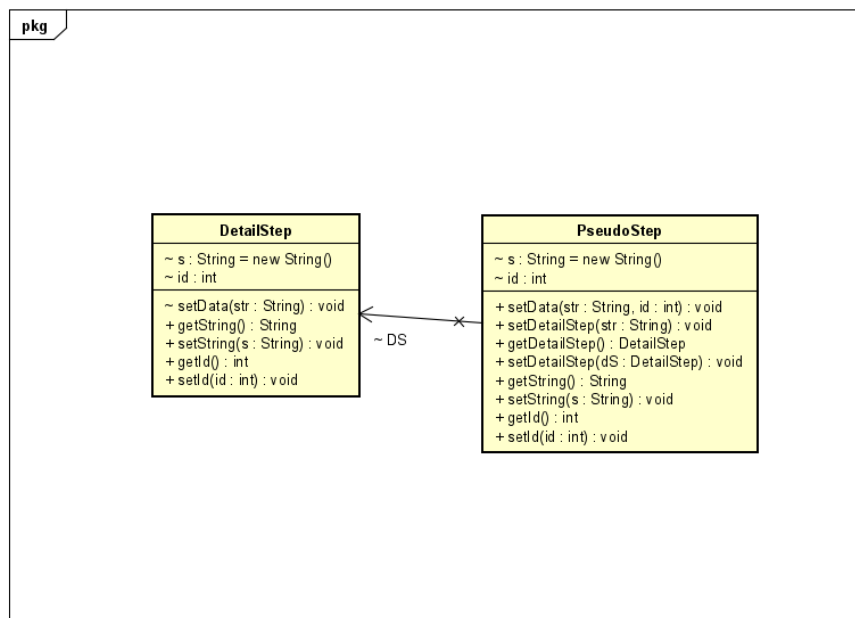 pkg
DetailStep
~ s : String = new String()
~ id : int
~ setData(str : String) : void
+ getString() : String
+ setString(s : String) : void
+ getId() : int
+ setId(id : int) : void
~ DS
PseudoStep
~ s : String = new String()
~ id : int
+ setData(str : String, id : int) : void
+ setDetailStep(str : String) : void
+ getDetailStep() : DetailStep
+ setDetailStep(dS : DetailStep) : void
+ getString() : String
+ setString(s : String) : void
+ getId() : int
+ setId(id : int) : void